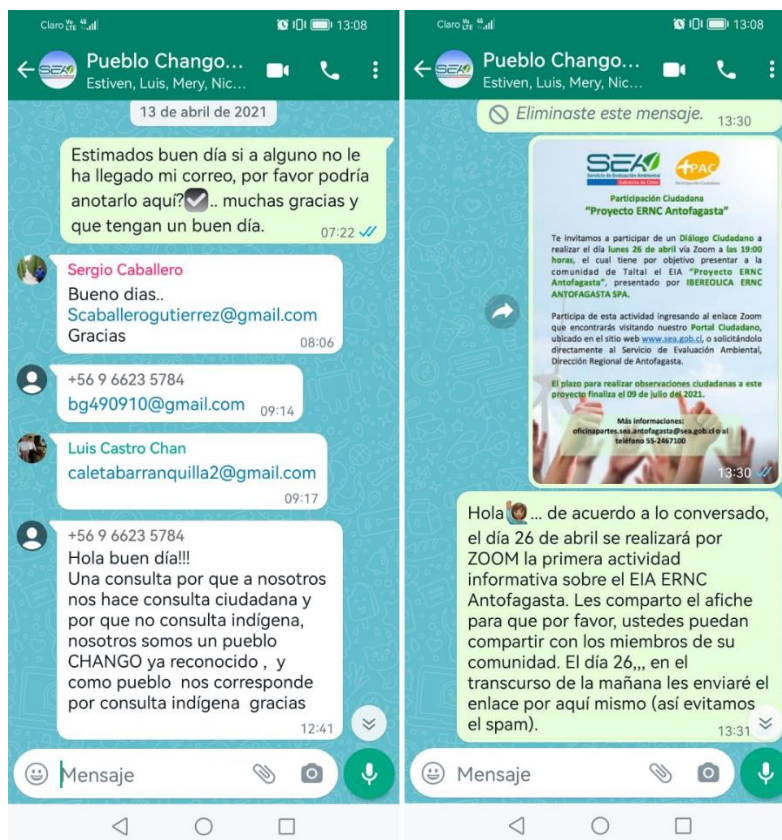 Claro VoLTE 4G 13:08
Pueblo Chango...
Estiven, Luis, Mery, Nic...
13 de abril de 2021
Estimados buen día si a alguno no le
ha llegado mi correo, por favor podría
anotarlo aquí?☑️.. muchas gracias y
que tengan un buen día.
07:22
Sergio Caballero
Bueno dias..
Scaballerogutierrez@gmail.com
Gracias
08:06
+56 9 6623 5784
bg490910@gmail.com
09:14
Luis Castro Chan
caletabarranquilla2@gmail.com
09:17
+56 9 6623 5784
Hola buen día!!!
Una consulta por que a nosotros
nos hace consulta ciudadana y
por que no consulta indígena,
nosotros somos un pueblo
CHANGO ya reconocido , y
como pueblo nos corresponde
por consulta indígena gracias
12:41
Mensaje
Claro VoLTE 4G 13:08
Pueblo Chango...
Estiven, Luis, Mery, Nic...
Eliminaste este mensaje. 13:30
SEA
Servicio de Evaluación Ambiental
Gobierno de Chile
+PAC
Participación Ciudadana
Participación Ciudadana
"Proyecto ERNC Antofagasta"
Te invitamos a participar de un Diálogo Ciudadano a
realizar el día lunes 26 de abril vía Zoom a las 19:00
horas, el cual tiene por objetivo presentar a la
comunidad de Taltal el EIA "Proyecto ERNC
Antofagasta", presentado por IBEREOLICA ERNC
ANTOFAGASTA SPA.
Participa de esta actividad ingresando al enlace Zoom
que encontrarás visitando nuestro Portal Ciudadano,
ubicado en el sitio web www.sea.gob.cl, o solicitándolo
directamente al Servicio de Evaluación Ambiental,
Dirección Regional de Antofagasta.
El plazo para realizar observaciones ciudadanas a este
proyecto finaliza el 09 de julio del 2021.
Más informaciones:
oficinapartes.sea.antofagasta@sea.gob.cl o al
teléfono 55-2467100
13:30
Hola🙋🏽‍♀️... de acuerdo a lo conversado,
el día 26 de abril se realizará por
ZOOM la primera actividad
informativa sobre el EIA ERNC
Antofagasta. Les comparto el afiche
para que por favor, ustedes puedan
compartir con los miembros de su
comunidad. El día 26,,, en el
transcurso de la mañana les enviaré el
enlace por aquí mismo (así evitamos
el spam).
13:31
Mensaje